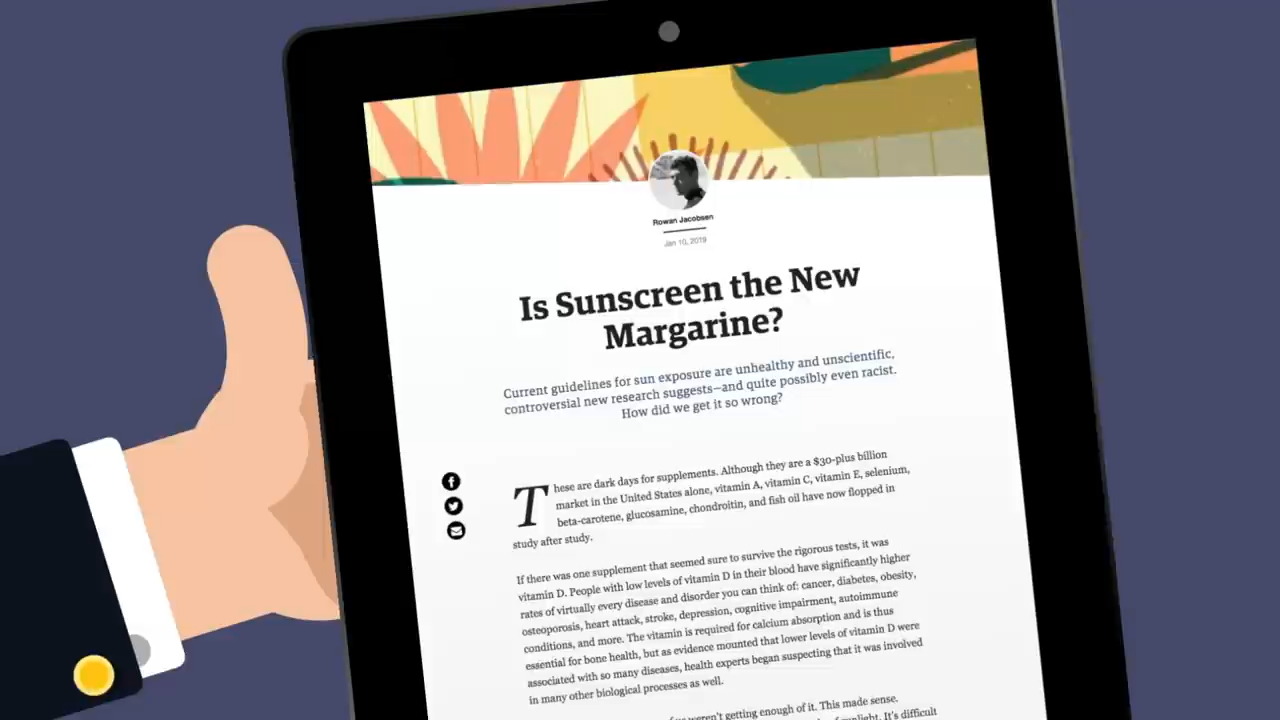 Rowan Jacobsen
Jan 10, 2019
Is Sunscreen the New
Margarine?
Current guidelines for sun exposure are unhealthy and unscientific,
controversial new research suggests—and quite possibly even racist.
How did we get it so wrong?
These are dark days for supplements. Although they are a $30-plus billion
market in the United States alone, vitamin A, vitamin C, vitamin E, selenium,
beta-carotene, glucosamine, chondroitin, and fish oil have now flopped in
study after study.
If there was one supplement that seemed sure to survive the rigorous tests, it was
vitamin D. People with low levels of vitamin D in their blood have significantly higher
rates of virtually every disease and disorder you can think of: cancer, diabetes, obesity,
osteoporosis, heart attack, stroke, depression, cognitive impairment, autoimmune
conditions, and more. The vitamin is required for calcium absorption and is thus
essential for bone health, but as evidence mounted that lower levels of vitamin D were
associated with so many diseases, health experts began suspecting that it was involved
in many other biological processes as well.
weren't getting enough of it. This made sense.
sunlight. It's difficult